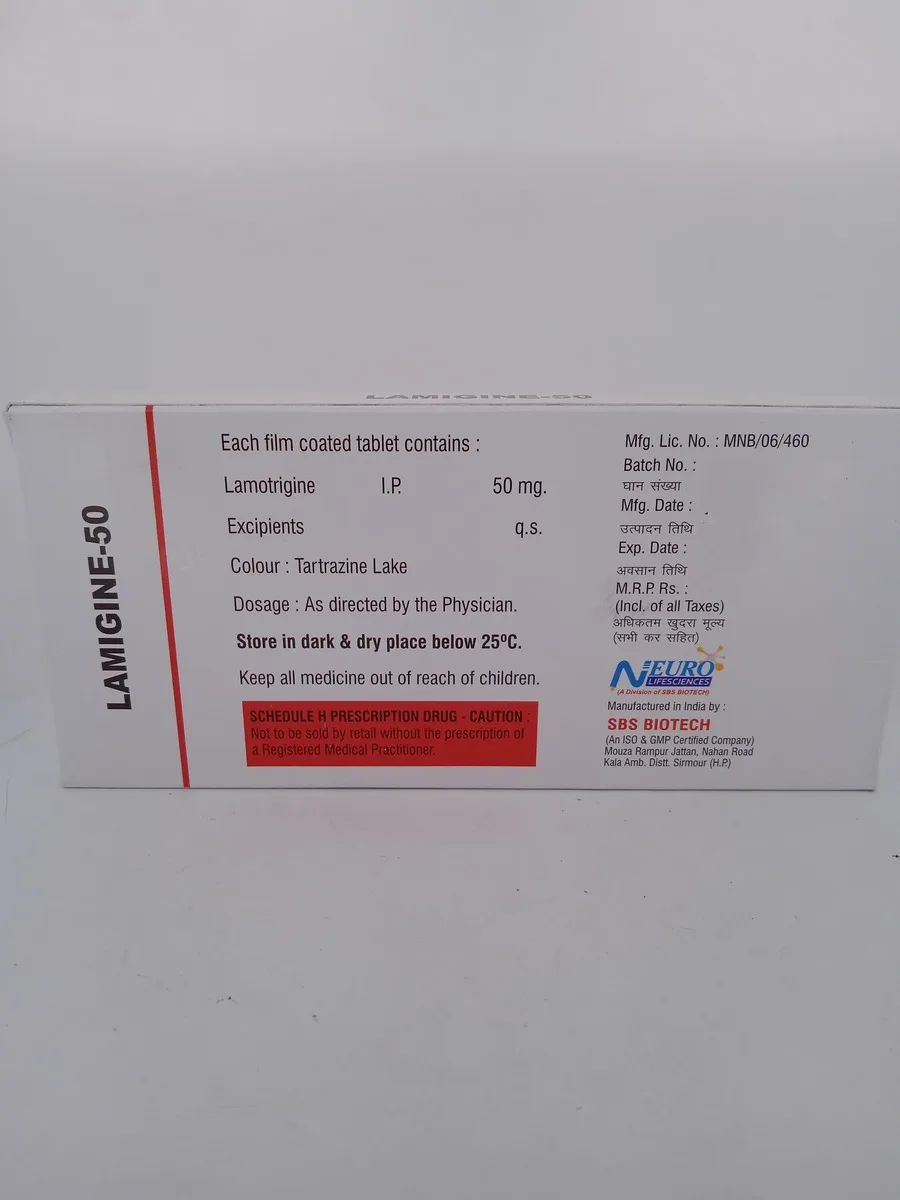 LAMIGINE-50
LAMIGINE-50
Each film coated tablet contains :
Lamotrigine I.P. 50 mg.
Excipients q.s.
Colour : Tartrazine Lake
Dosage : As directed by the Physician.
Store in dark & dry place below 25ºC.
Keep all medicine out of reach of children.
SCHEDULE H PRESCRIPTION DRUG - CAUTION :
Not to be sold by retail without the prescription of
a Registered Medical Practitioner.
Mfg. Lic. No. : MNB/06/460
Batch No. :
घान संख्या
Mfg. Date :
उत्पादन तिथि
Exp. Date :
अवसान तिथि
M.R.P. Rs. :
(Incl. of all Taxes)
अधिकतम खुदरा मूल्य
(सभी कर सहित)
NEURO
LIFESCIENCES
(A Division of SBS BIOTECH)
Manufactured in India by :
SBS BIOTECH
(An ISO & GMP Certified Company)
Mouza Rampur Jattan, Nahan Road
Kala Amb. Distt. Sirmour (H.P.)